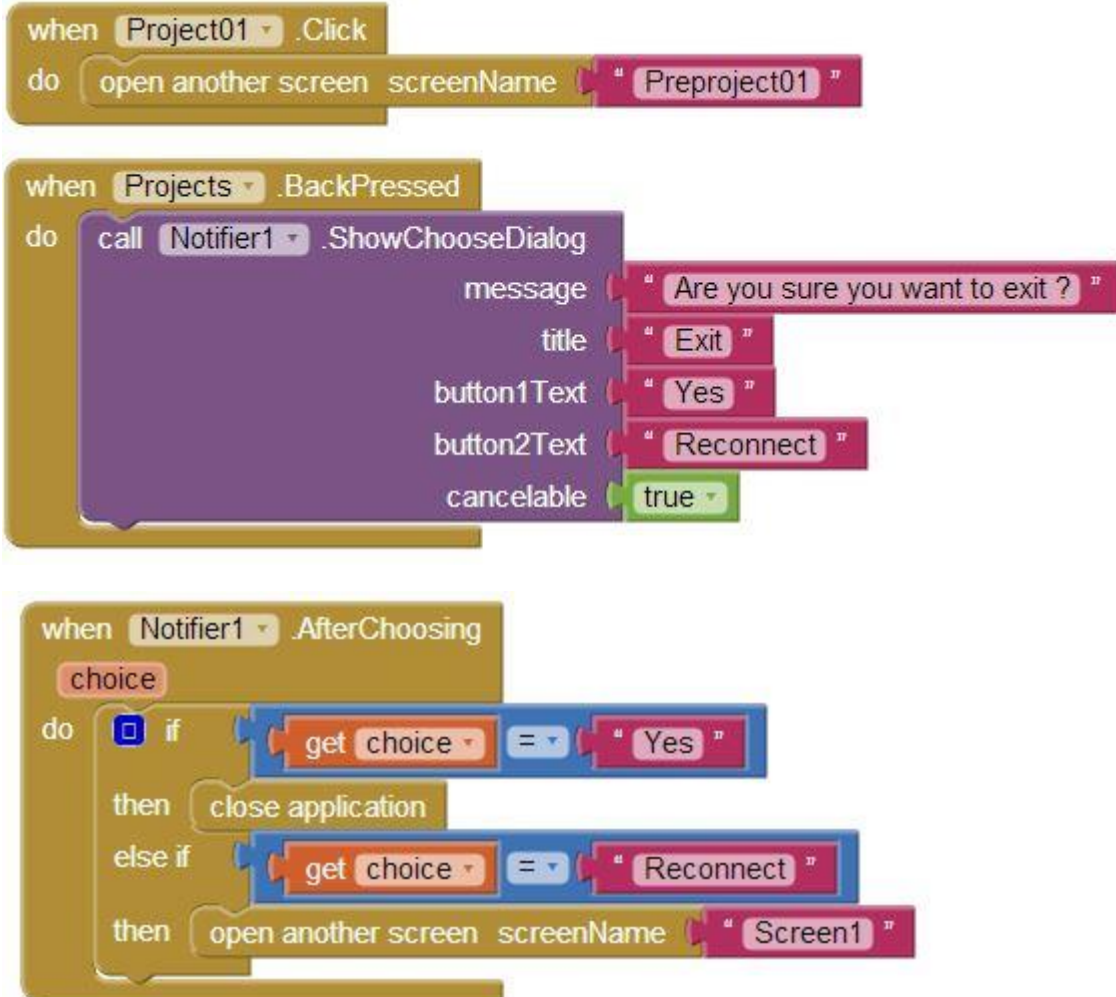 when Project01 .Click
do open another screen screenName " Preproject01 "
when Projects .BackPressed
do call Notifier1 .ShowChooseDialog
message " Are you sure you want to exit ? "
title " Exit "
button1Text " Yes "
button2Text " Reconnect "
cancelable true
when Notifier1 .AfterChoosing
choice
do if get choice = " Yes "
then close application
else if get choice = " Reconnect "
then open another screen screenName " Screen1 "